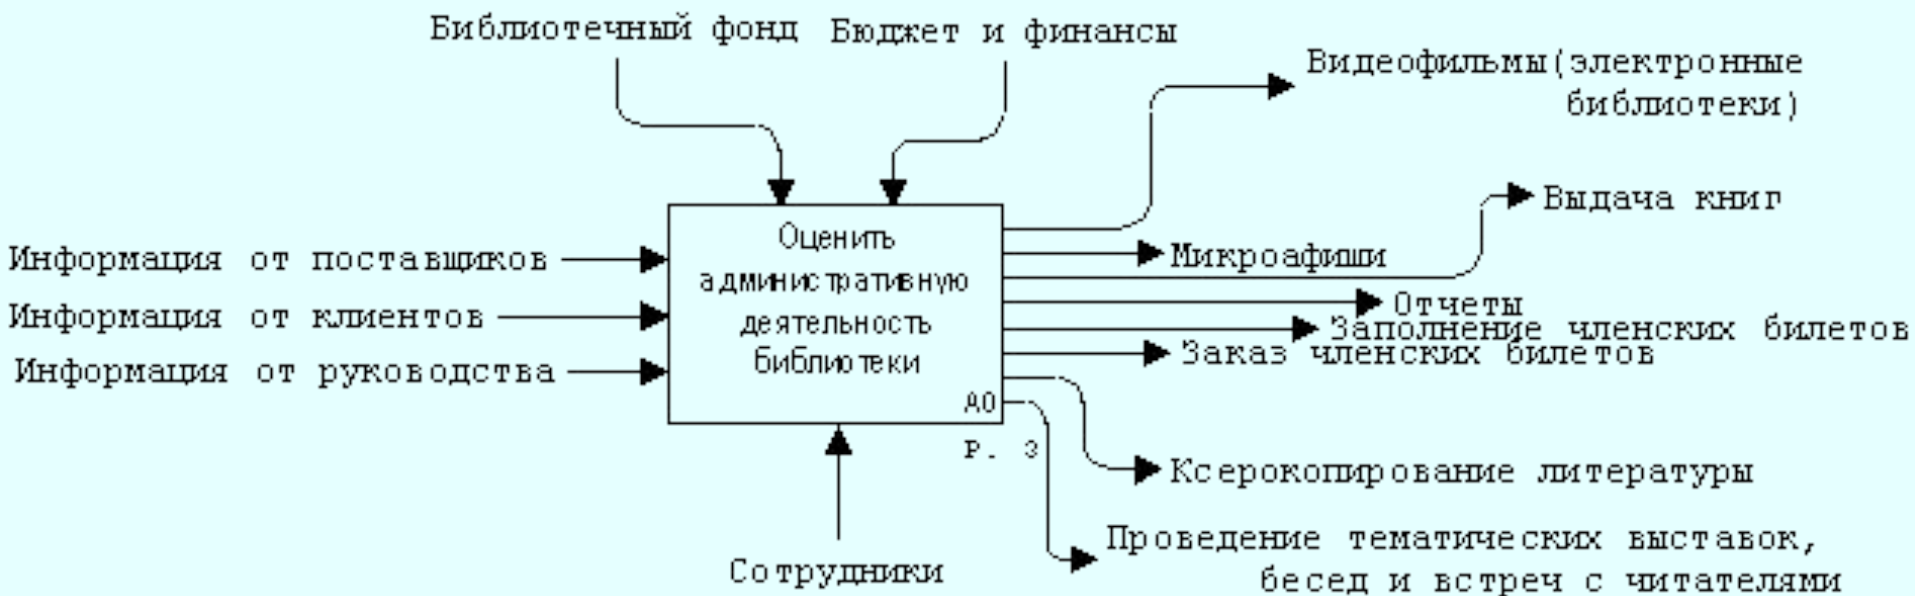 Библиотечный фонд
Бюджет и финансы
Видеофильмы(электронные
библиотеки)
Выдача книг
Информация от поставщиков
Информация от клиентов
Информация от руководства
Оценить
административную
деятельность
библиотеки
A0
P. 3
Микроафиши
Отчеты
Заполнение членских билетов
Заказ членских билетов
Ксерокопирование литературы
Проведение тематических выставок,
бесед и встреч с читателями
Сотрудники